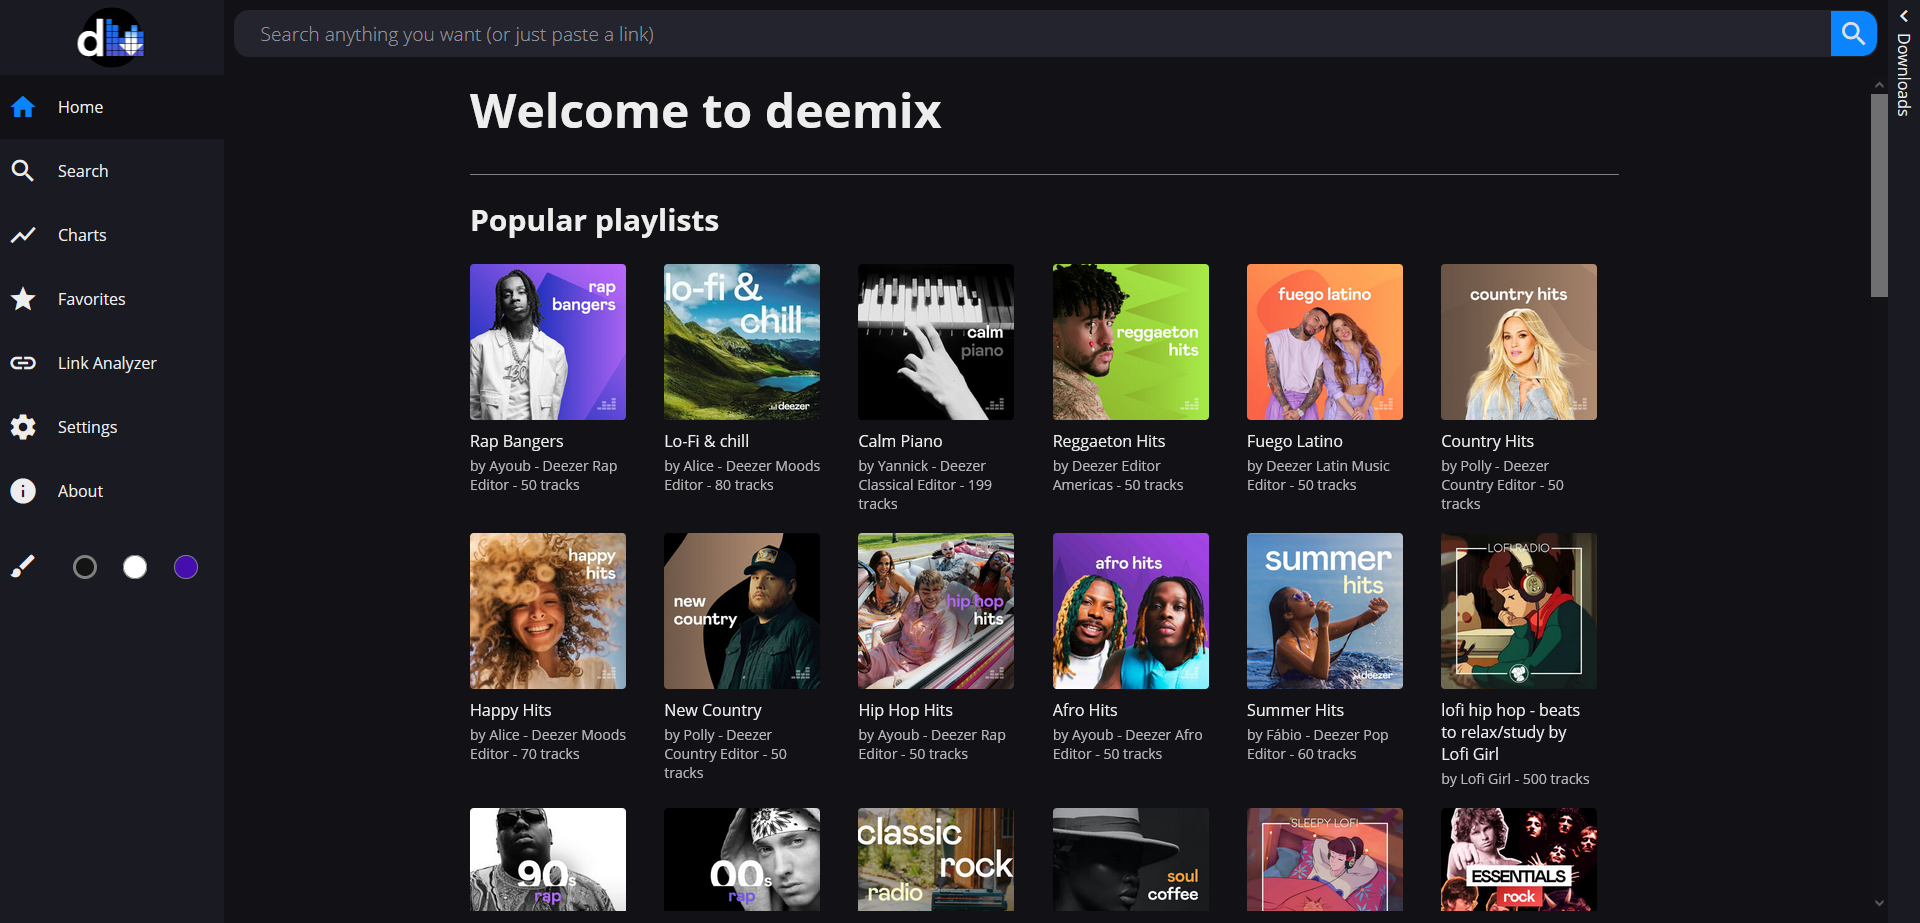 d
Search anything you want (or just paste a link)
Downloads
Home
Search
Charts
Favorites
Link Analyzer
Settings
About
Welcome to deemix
Popular playlists
rap
bangers
lo-fi &
chill
deezer
calm
piano
reggaeton
hits
fuego latino
country hits
Rap Bangers
by Ayoub - Deezer Rap
Editor - 50 tracks
Lo-Fi & chill
by Alice - Deezer Moods
Editor - 80 tracks
Calm Piano
by Yannick - Deezer
Classical Editor - 199
tracks
Reggaeton Hits
by Deezer Editor
Americas - 50 tracks
Fuego Latino
by Deezer Latin Music
Editor - 50 tracks
Country Hits
by Polly - Deezer
Country Editor - 50
tracks
happy
hits
new
country
hip hop
hits
afro hits
summer
hits
deezer
LOFI RADIO
Happy Hits
by Alice - Deezer Moods
Editor - 70 tracks
New Country
by Polly - Deezer
Country Editor - 50
tracks
Hip Hop Hits
by Ayoub - Deezer Rap
Editor - 50 tracks
Afro Hits
by Ayoub - Deezer Afro
Editor - 50 tracks
Summer Hits
by Fábio - Deezer Pop
Editor - 60 tracks
lofi hip hop - beats
to relax/study by
Lofi Girl
by Lofi Girl - 500 tracks
90s
rap
00s
rap
classic
rock
radio
soul
coffee
SLEEPY LOFI
ESSENTIALS
rock